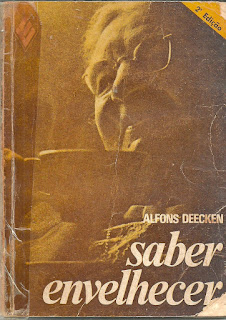 2ª Edição
ALFONS DEECKEN
saber
envelhecer